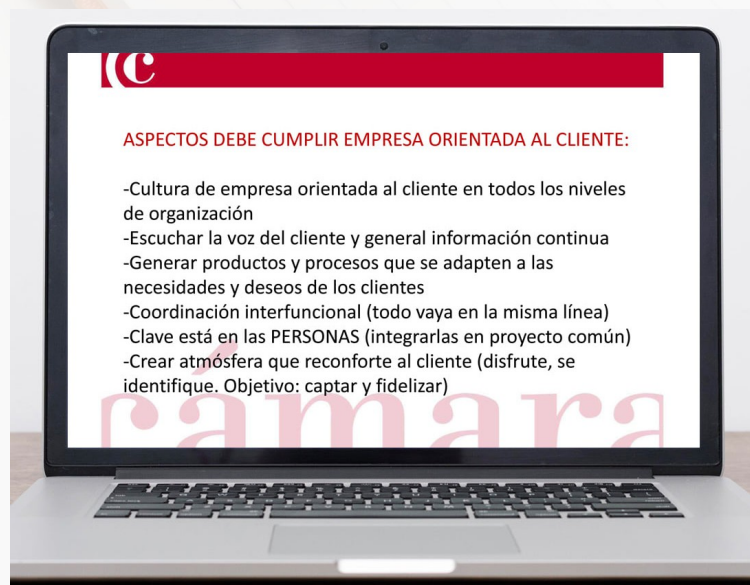 ((c
ASPECTOS DEBE CUMPLIR EMPRESA ORIENTADA AL CLIENTE:
-Cultura de empresa orientada al cliente en todos los niveles
de organización
-Escuchar la voz del cliente y general información continua
-Generar productos y procesos que se adapten a las
necesidades y deseos de los clientes
-Coordinación interfuncional (todo vaya en la misma línea)
-Clave está en las PERSONAS (integrarlas en proyecto común)
-Crear atmósfera que reconforte al cliente (disfrute, se
identifique. Objetivo: captar y fidelizar)
cámara